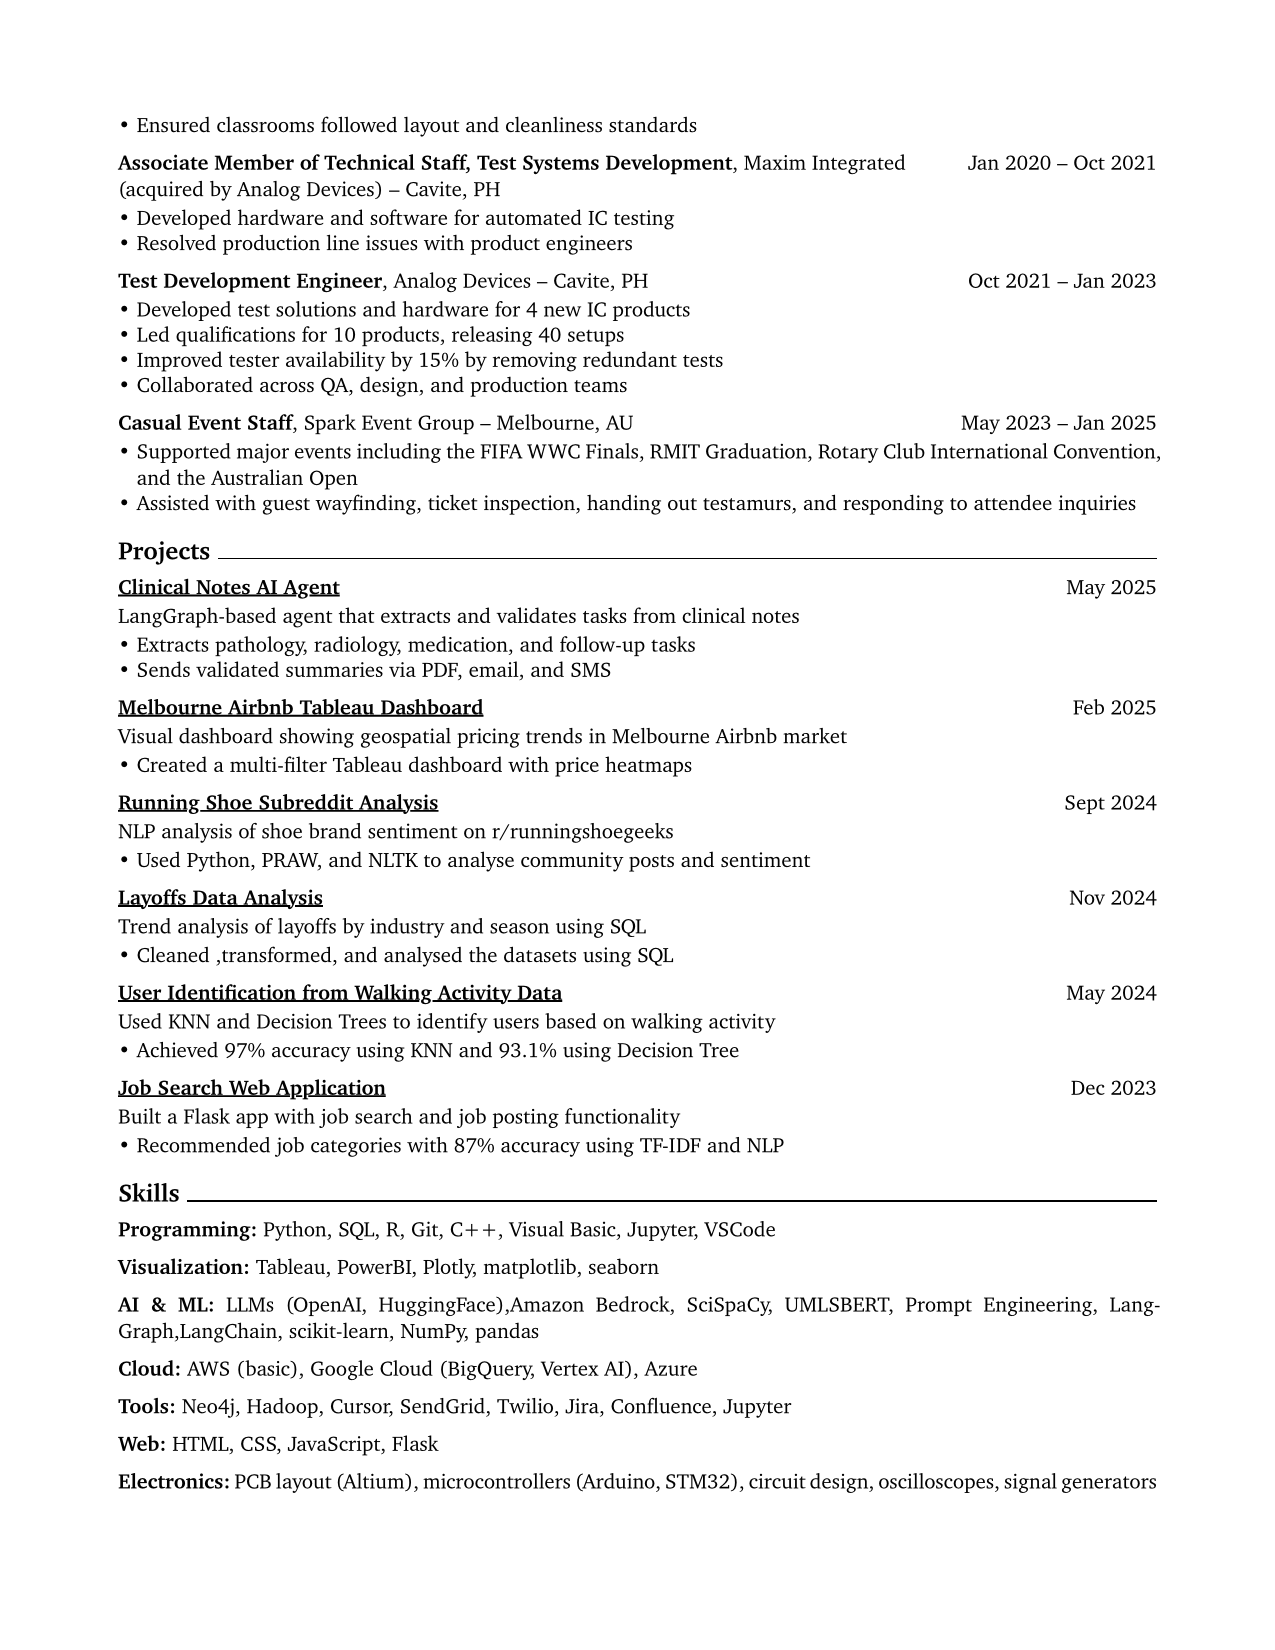 • Ensured classrooms followed layout and cleanliness standards
Associate Member of Technical Staff, Test Systems Development, Maxim Integrated Jan 2020 – Oct 2021
(acquired by Analog Devices) – Cavite, PH
• Developed hardware and software for automated IC testing
• Resolved production line issues with product engineers
Test Development Engineer, Analog Devices – Cavite, PH Oct 2021 – Jan 2023
• Developed test solutions and hardware for 4 new IC products
• Led qualifications for 10 products, releasing 40 setups
• Improved tester availability by 15% by removing redundant tests
• Collaborated across QA, design, and production teams
Casual Event Staff, Spark Event Group – Melbourne, AU May 2023 – Jan 2025
• Supported major events including the FIFA WWC Finals, RMIT Graduation, Rotary Club International Convention,
and the Australian Open
• Assisted with guest wayfinding, ticket inspection, handing out testamurs, and responding to attendee inquiries
Projects
Clinical Notes AI Agent May 2025
LangGraph-based agent that extracts and validates tasks from clinical notes
• Extracts pathology, radiology, medication, and follow-up tasks
• Sends validated summaries via PDF, email, and SMS
Melbourne Airbnb Tableau Dashboard Feb 2025
Visual dashboard showing geospatial pricing trends in Melbourne Airbnb market
• Created a multi-filter Tableau dashboard with price heatmaps
Running Shoe Subreddit Analysis Sept 2024
NLP analysis of shoe brand sentiment on r/runningshoegeeks
• Used Python, PRAW, and NLTK to analyse community posts and sentiment
Layoffs Data Analysis Nov 2024
Trend analysis of layoffs by industry and season using SQL
• Cleaned ,transformed, and analysed the datasets using SQL
User Identification from Walking Activity Data May 2024
Used KNN and Decision Trees to identify users based on walking activity
• Achieved 97% accuracy using KNN and 93.1% using Decision Tree
Job Search Web Application Dec 2023
Built a Flask app with job search and job posting functionality
• Recommended job categories with 87% accuracy using TF-IDF and NLP
Skills
Programming: Python, SQL, R, Git, C++, Visual Basic, Jupyter, VSCode
Visualization: Tableau, PowerBI, Plotly, matplotlib, seaborn
AI & ML: LLMs (OpenAI, HuggingFace),Amazon Bedrock, SciSpaCy, UMLSBERT, Prompt Engineering, Lang-
Graph,LangChain, scikit-learn, NumPy, pandas
Cloud: AWS (basic), Google Cloud (BigQuery, Vertex AI), Azure
Tools: Neo4j, Hadoop, Cursor, SendGrid, Twilio, Jira, Confluence, Jupyter
Web: HTML, CSS, JavaScript, Flask
Electronics: PCB layout (Altium), microcontrollers (Arduino, STM32), circuit design, oscilloscopes, signal generators